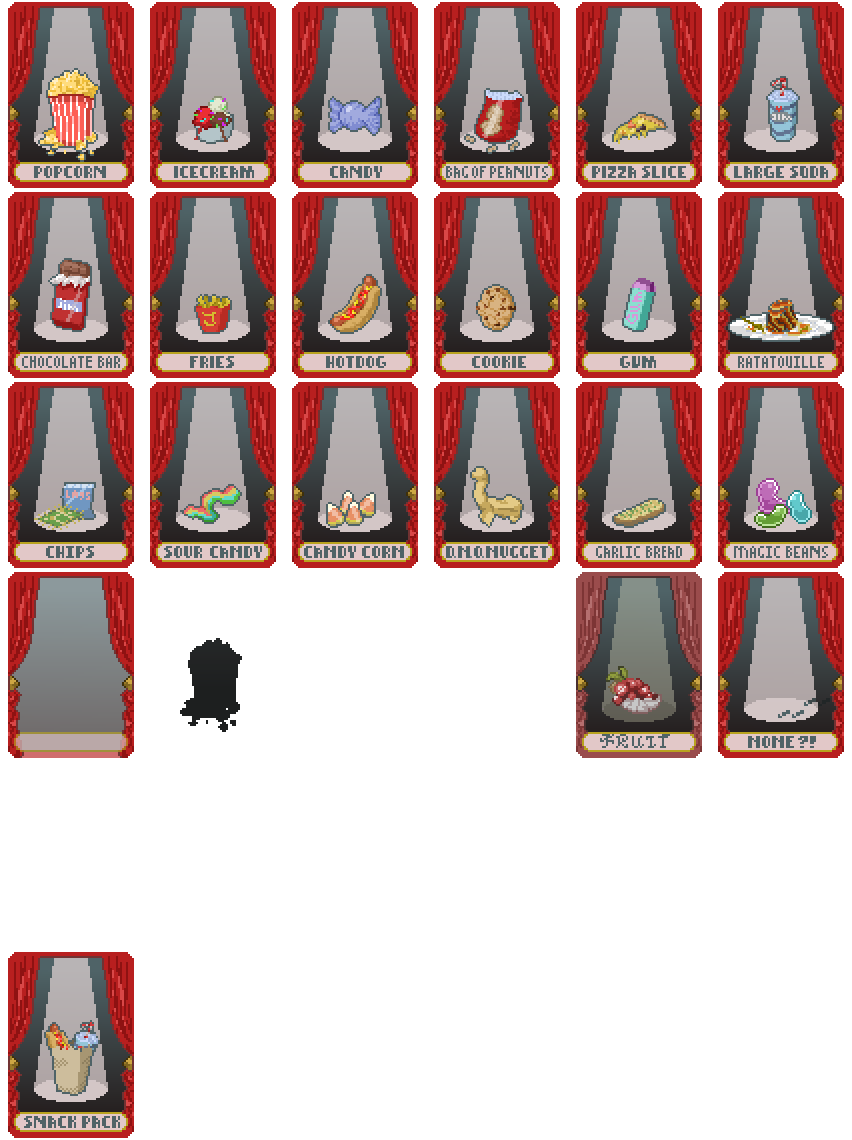 POPCORN
ICECREAM
CANDY
BAG OF PEANUTS
PIZZA SLICE
LARGE SODA
CHOCOLATE BAR
FRIES
HOTDOG
COOKIE
GUM
RATATOUILLE
CHIPS
SOUR CANDY
CANDY CORN
D.N.O.NUGGET
GARLIC BREAD
MAGIC BEANS
FRUIT
NONE?!
SNACK PACK